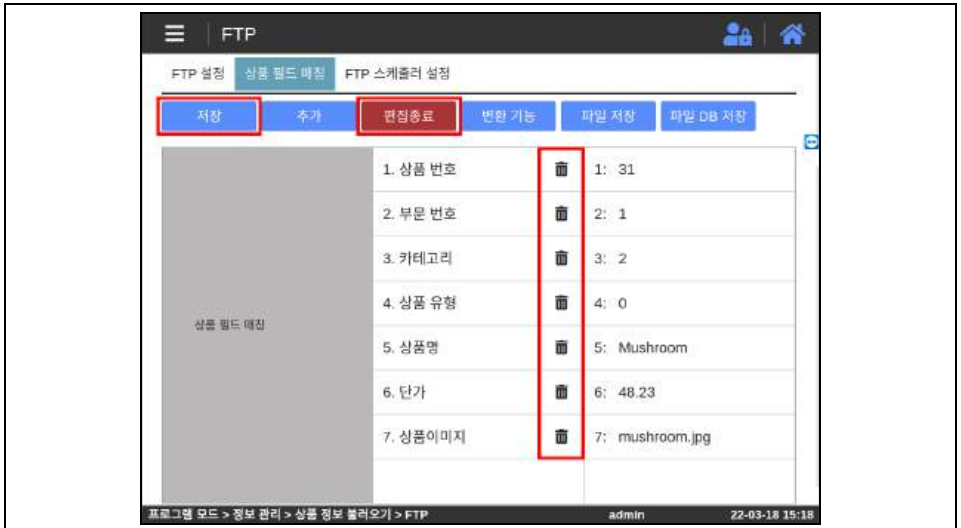 FTP
FTP 설정 상품 필드 매칭 FTP 스케줄러 설정
저장 추가 편집종료 변환 기능 파일 저장 파일 DB 저장
상품 필드 매칭
1. 상품 번호 1: 31
2. 부문 번호 2: 1
3. 카테고리 3: 2
4. 상품 유형 4: 0
5. 상품명 5: Mushroom
6. 단가 6: 48.23
7. 상품이미지 7: mushroom.jpg
프로그램 모드 > 정보 관리 > 상품 정보 불러오기 > FTP admin 22-03-18 15:18